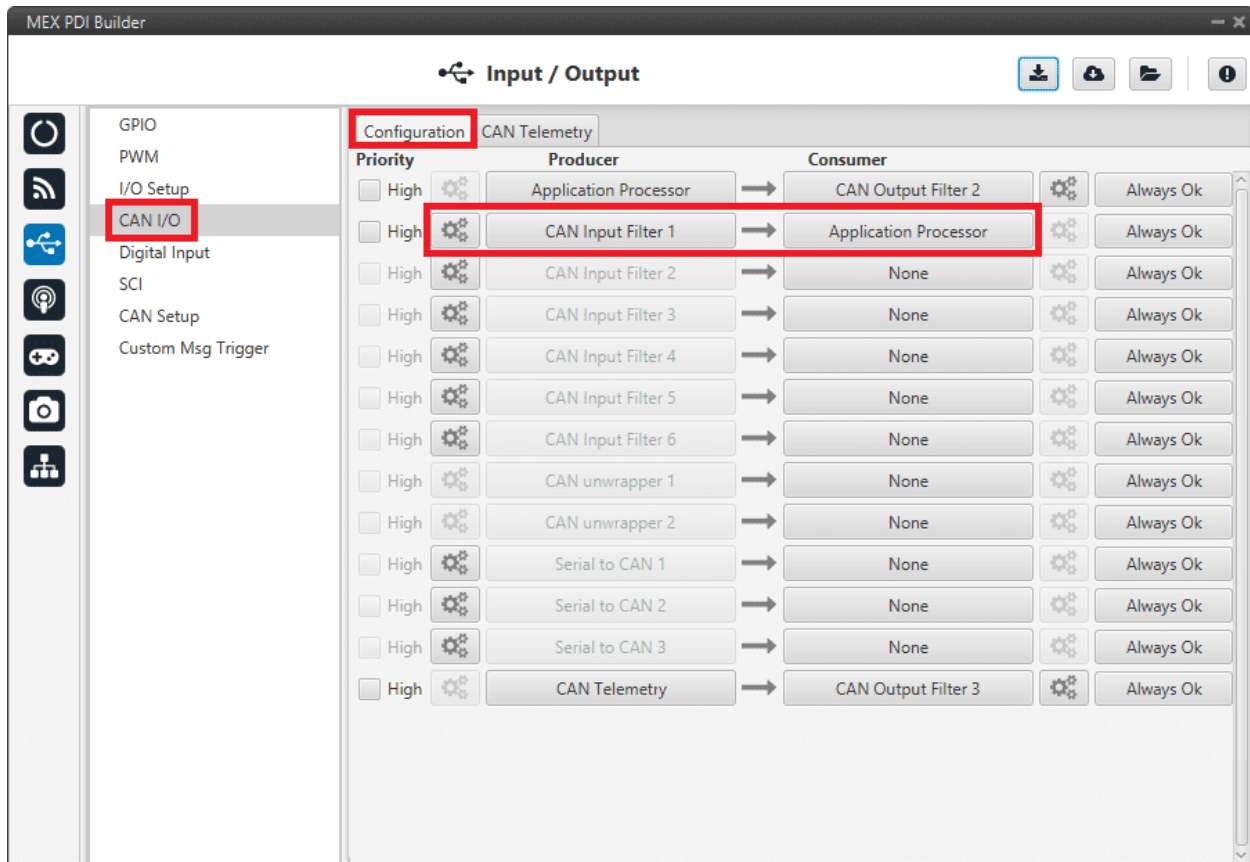 MEX PDI Builder
Input / Output
GPIO
PWM
I/O Setup
CAN I/O
Digital Input
SCI
CAN Setup
Custom Msg Trigger
Configuration CAN Telemetry
Priority Producer Consumer
High Application Processor CAN Output Filter 2 Always Ok
High CAN Input Filter 1 Application Processor Always Ok
High CAN Input Filter 2 None Always Ok
High CAN Input Filter 3 None Always Ok
High CAN Input Filter 4 None Always Ok
High CAN Input Filter 5 None Always Ok
High CAN Input Filter 6 None Always Ok
High CAN unwrapper 1 None Always Ok
High CAN unwrapper 2 None Always Ok
High Serial to CAN 1 None Always Ok
High Serial to CAN 2 None Always Ok
High Serial to CAN 3 None Always Ok
High CAN Telemetry CAN Output Filter 3 Always Ok